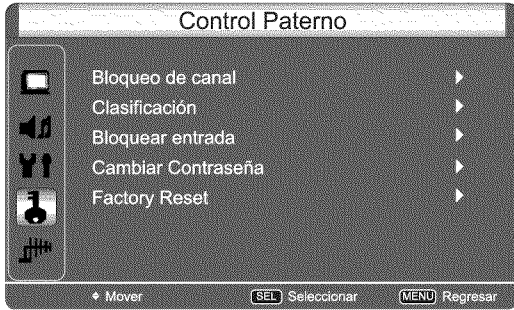 Control Paterno
Bloqueo de canal
Clasificación
Bloquear entrada
Cambiar Contraseña
Factory Reset
Mover SEL Seleccionar MENU Regresar